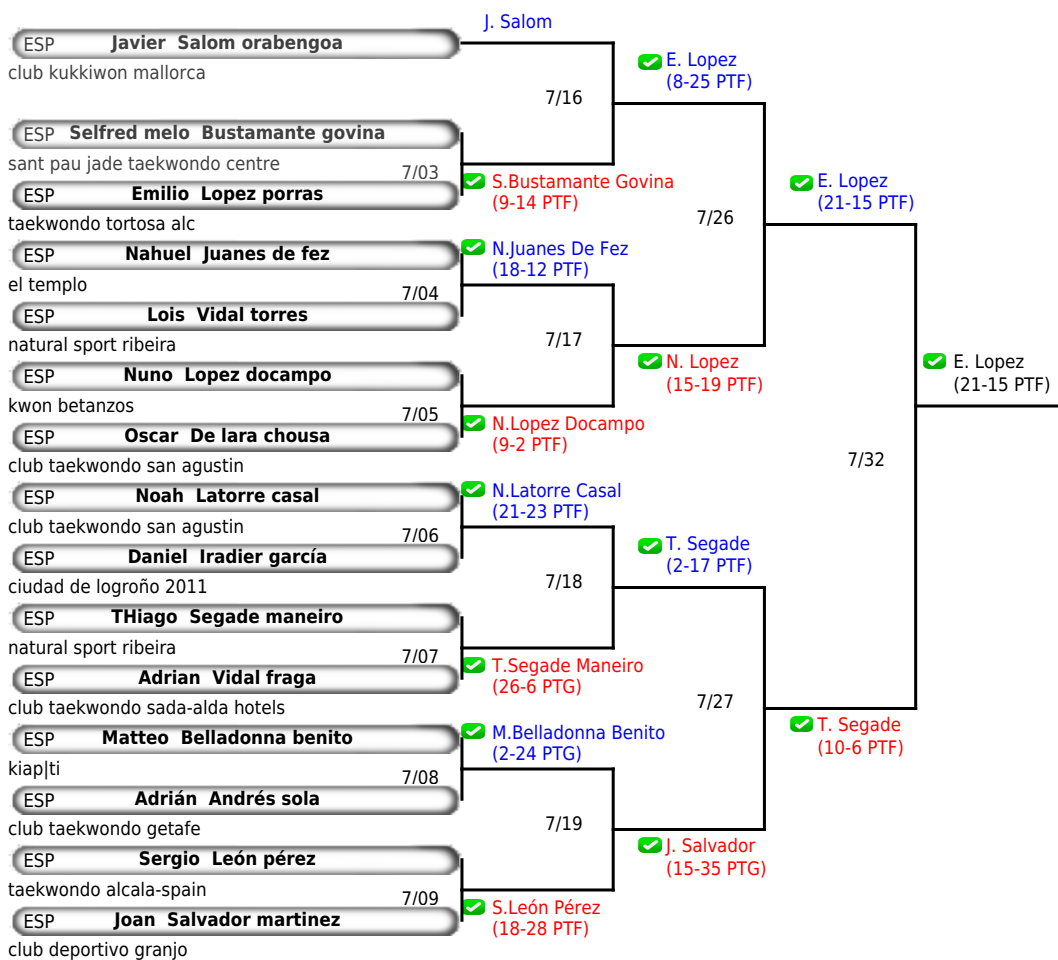 J. Salom
ESP Javier Salom orabengoa
club kukkiwon mallorca
E. Lopez
(8-25 PTF)
7/16
ESP Selfred melo Bustamante govina
sant pau jade taekwondo centre
7/03
S.Bustamante Govina
(9-14 PTF)
ESP Emilio Lopez porras
taekwondo tortosa alc
E. Lopez
(21-15 PTF)
7/26
ESP Nahuel Juanes de fez
el templo
N.Juanes De Fez
(18-12 PTF)
7/04
ESP Lois Vidal torres
natural sport ribeira
7/17
N. Lopez
(15-19 PTF)
ESP Nuno Lopez docampo
kwon betanzos
7/05
N.Lopez Docampo
(9-2 PTF)
ESP Oscar De lara chousa
club taekwondo san agustin
E. Lopez
(21-15 PTF)
7/32
ESP Noah Latorre casal
club taekwondo san agustin
N.Latorre Casal
(21-23 PTF)
7/06
ESP Daniel Iradier garcía
ciudad de logroño 2011
T. Segade
(2-17 PTF)
7/18
ESP THiago Segade maneiro
natural sport ribeira
7/07
T.Segade Maneiro
(26-6 PTG)
ESP Adrian Vidal fraga
club taekwondo sada-alda hotels
7/27
T. Segade
(10-6 PTF)
ESP Matteo Belladonna benito
kiap|ti
M.Belladonna Benito
(2-24 PTG)
7/08
ESP Adrián Andrés sola
club taekwondo getafe
7/19
J. Salvador
(15-35 PTG)
ESP Sergio León pérez
taekwondo alcala-spain
7/09
S.León Pérez
(18-28 PTF)
ESP Joan Salvador martinez
club deportivo granjo